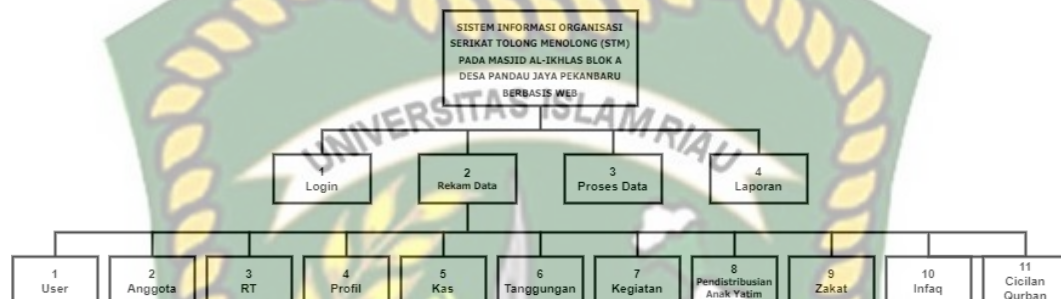 SISTEM INFORMASI ORGANISASI
SERIKAT TOLONG MENOLONG (STM)
PADA MASJID AL-IKHLAS BLOK A
DESA PANDAU JAYA PEKANBARU
BERBASIS WEB
UNIVERSITAS ISLAM RIAU
1
Login
2
Rekam Data
3
Proses Data
4
Laporan
1
User
2
Anggota
3
RT
4
Profil
5
Kas
6
Tanggungan
7
Kegiatan
8
Pendistribusian
Anak Yatim
9
Zakat
10
Infaq
11
Cicilan
Qurban